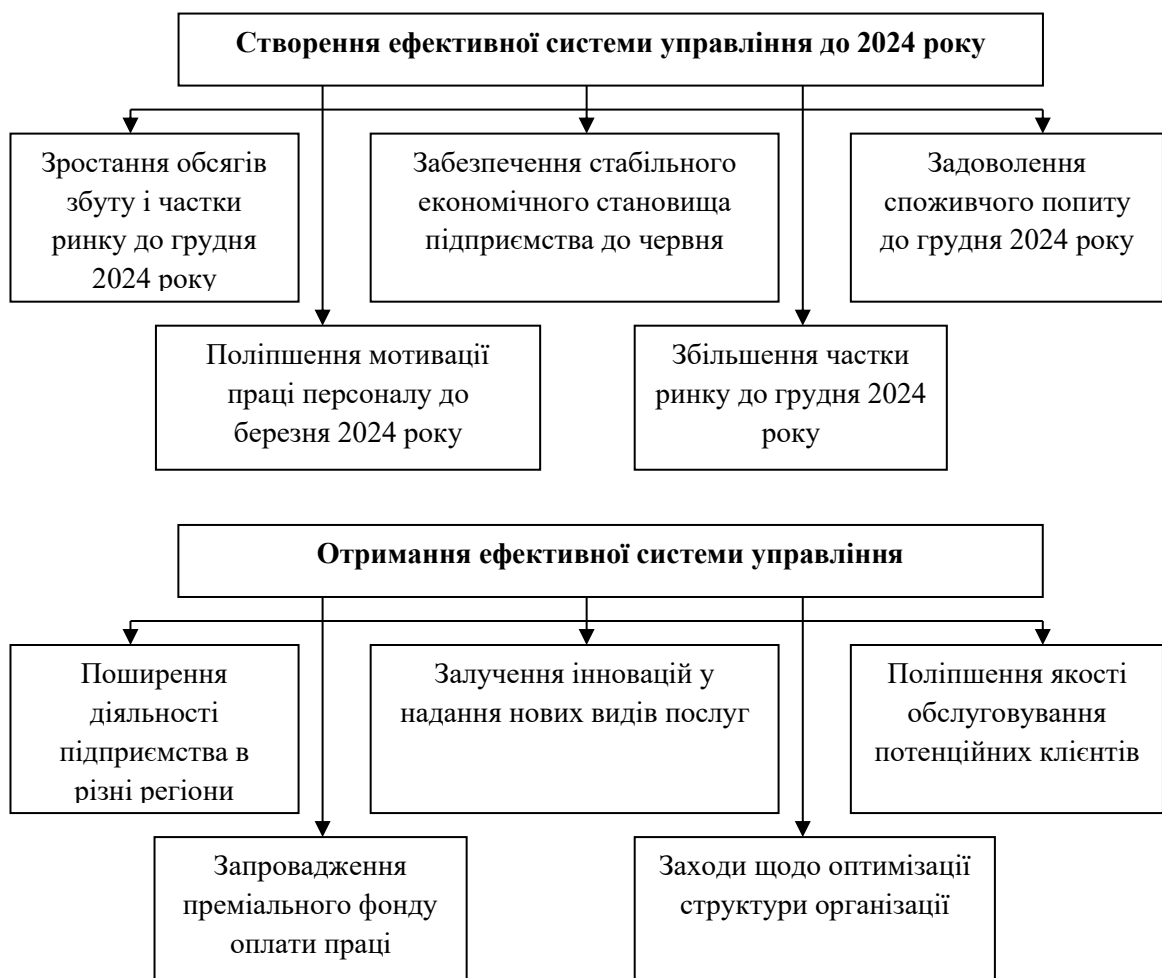 Створення ефективної системи управління до 2024 року
Зростання обсягів
збуту і частки
ринку до грудня
2024 року
Забезпечення стабільного
економічного становища
підприємства до червня
Задоволення
споживчого попиту
до грудня 2024 року
Поліпшення мотивації
праці персоналу до
березня 2024 року
Збільшення частки
ринку до грудня 2024
року
Отримання ефективної системи управління
Поширення
діяльності
підприємства в
різні регіони
Залучення інновацій у
надання нових видів послуг
Поліпшення якості
обслуговування
потенційних клієнтів
Запровадження
преміального фонду
оплати праці
Заходи щодо оптимізації
структури організації